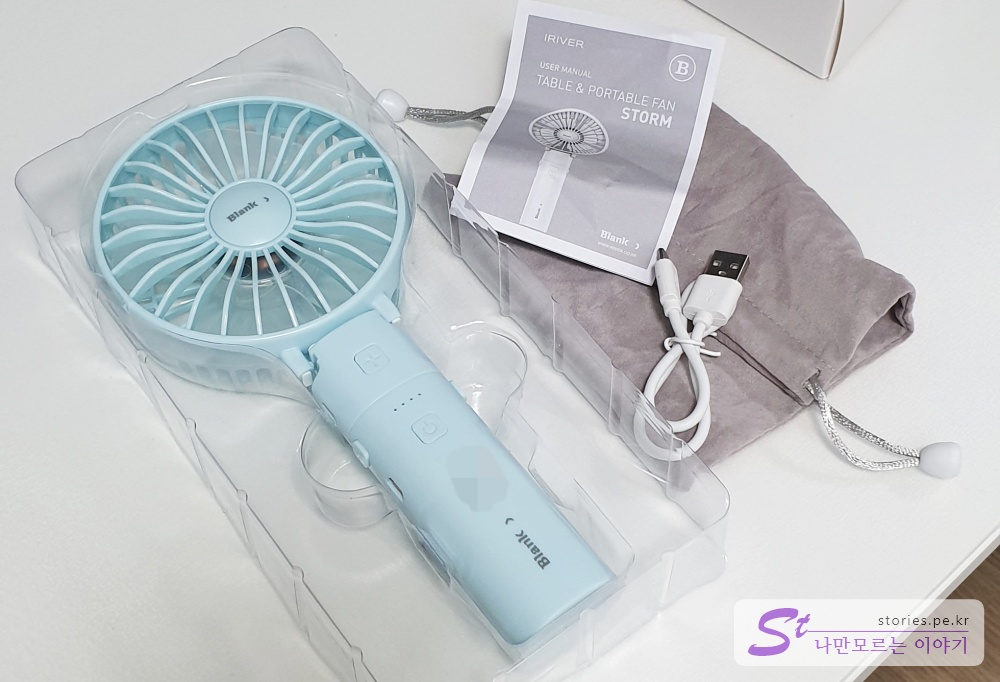 IRIVER
B
USER MANUAL
TABLE & PORTABLE FAN
STORM
Blank
Blank
Blank
St
stories.pe.kr
나만모르는 이야기